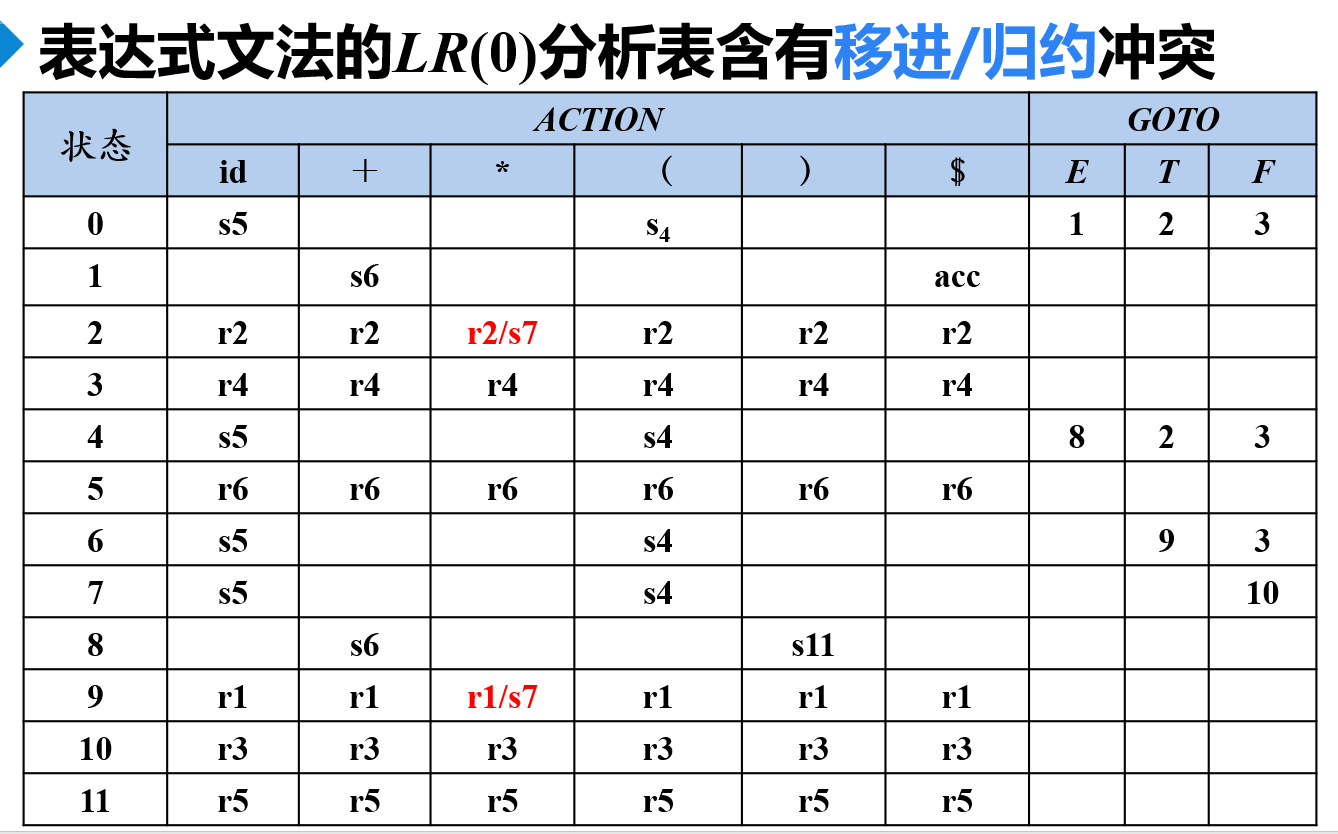 表达式文法的LR(0)分析表含有移进/归约冲突
状态 ACTION GOTO
id + * ( ) $ E T F
0 s5 s4 1 2 3
1 s6 acc
2 r2 r2 r2/s7 r2 r2 r2
3 r4 r4 r4 r4 r4 r4
4 s5 s4 8 2 3
5 r6 r6 r6 r6 r6 r6
6 s5 s4 9 3
7 s5 s4 10
8 s6 s11
9 r1 r1 r1/s7 r1 r1 r1
10 r3 r3 r3 r3 r3 r3
11 r5 r5 r5 r5 r5 r5